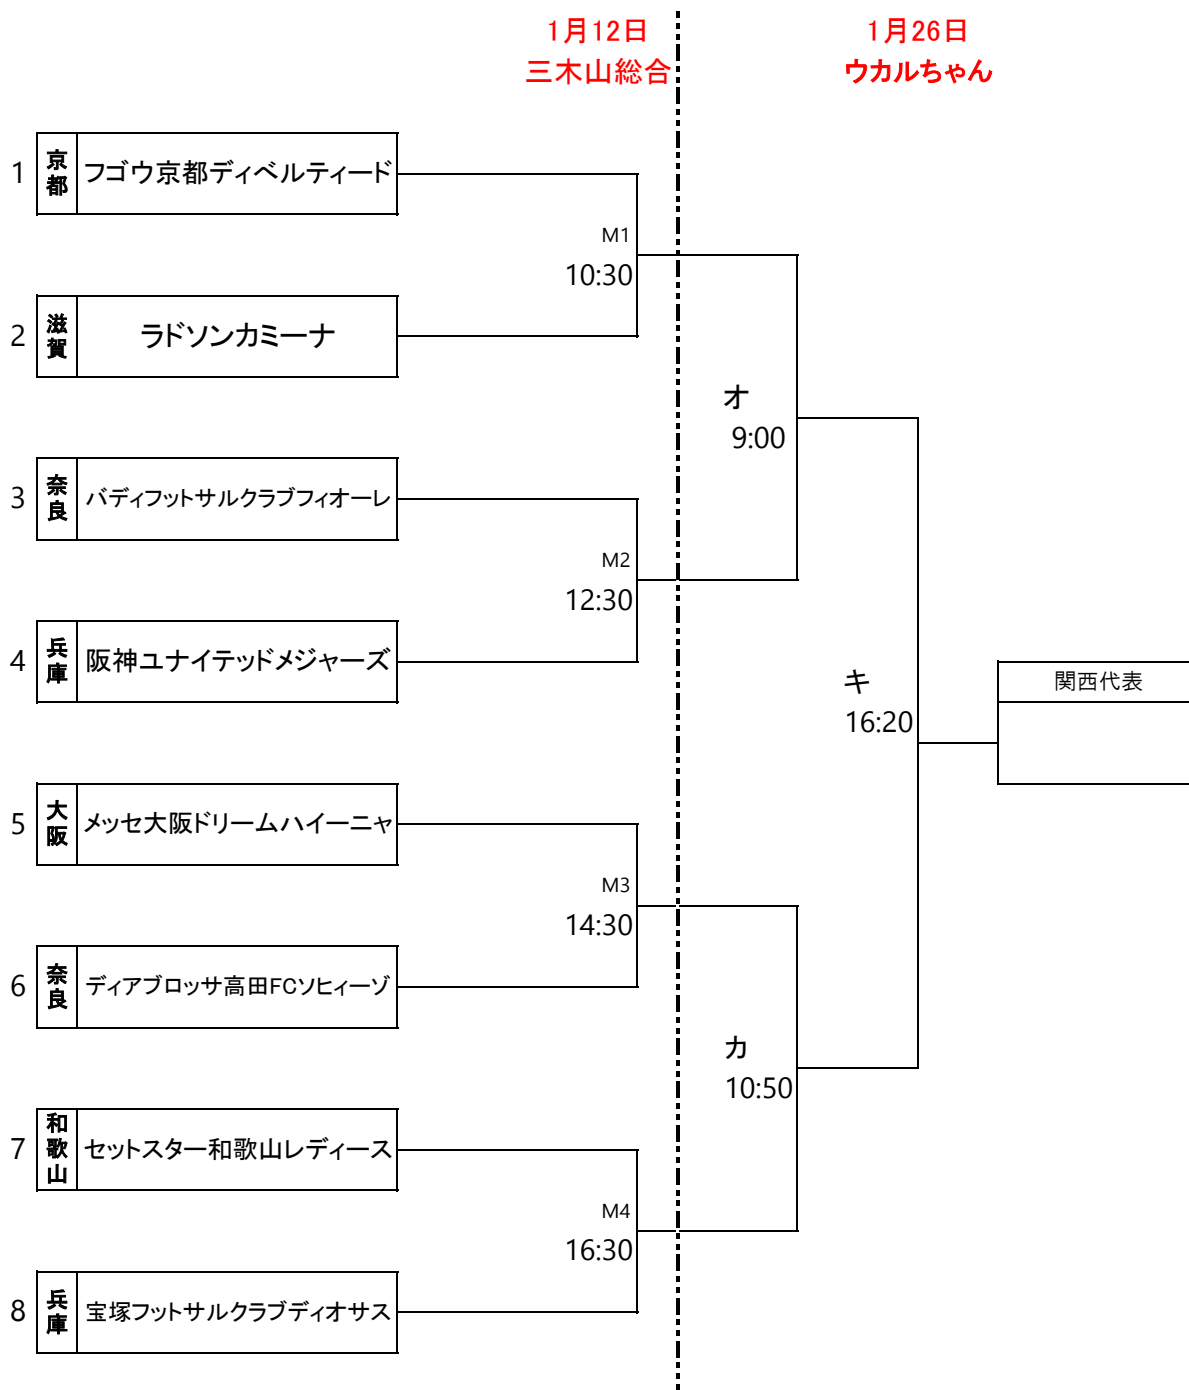 1月12日
三木山総合
1月26日
ウカルちゃん
1
京都
フゴウ京都ディベルティード
M1
10:30
2
滋賀
ラドソンカミーナ
オ
9:00
3
奈良
バディフットサルクラブフィオーレ
M2
12:30
4
兵庫
阪神ユナイテッドメジャーズ
キ
16:20
関西代表
5
大阪
メッセ大阪ドリームハイーニャ
M3
14:30
6
奈良
ディアブロッサ高田FCソヒィーゾ
カ
10:50
7
和歌山
セットスター和歌山レディース
M4
16:30
8
兵庫
宝塚フットサルクラブディオサス